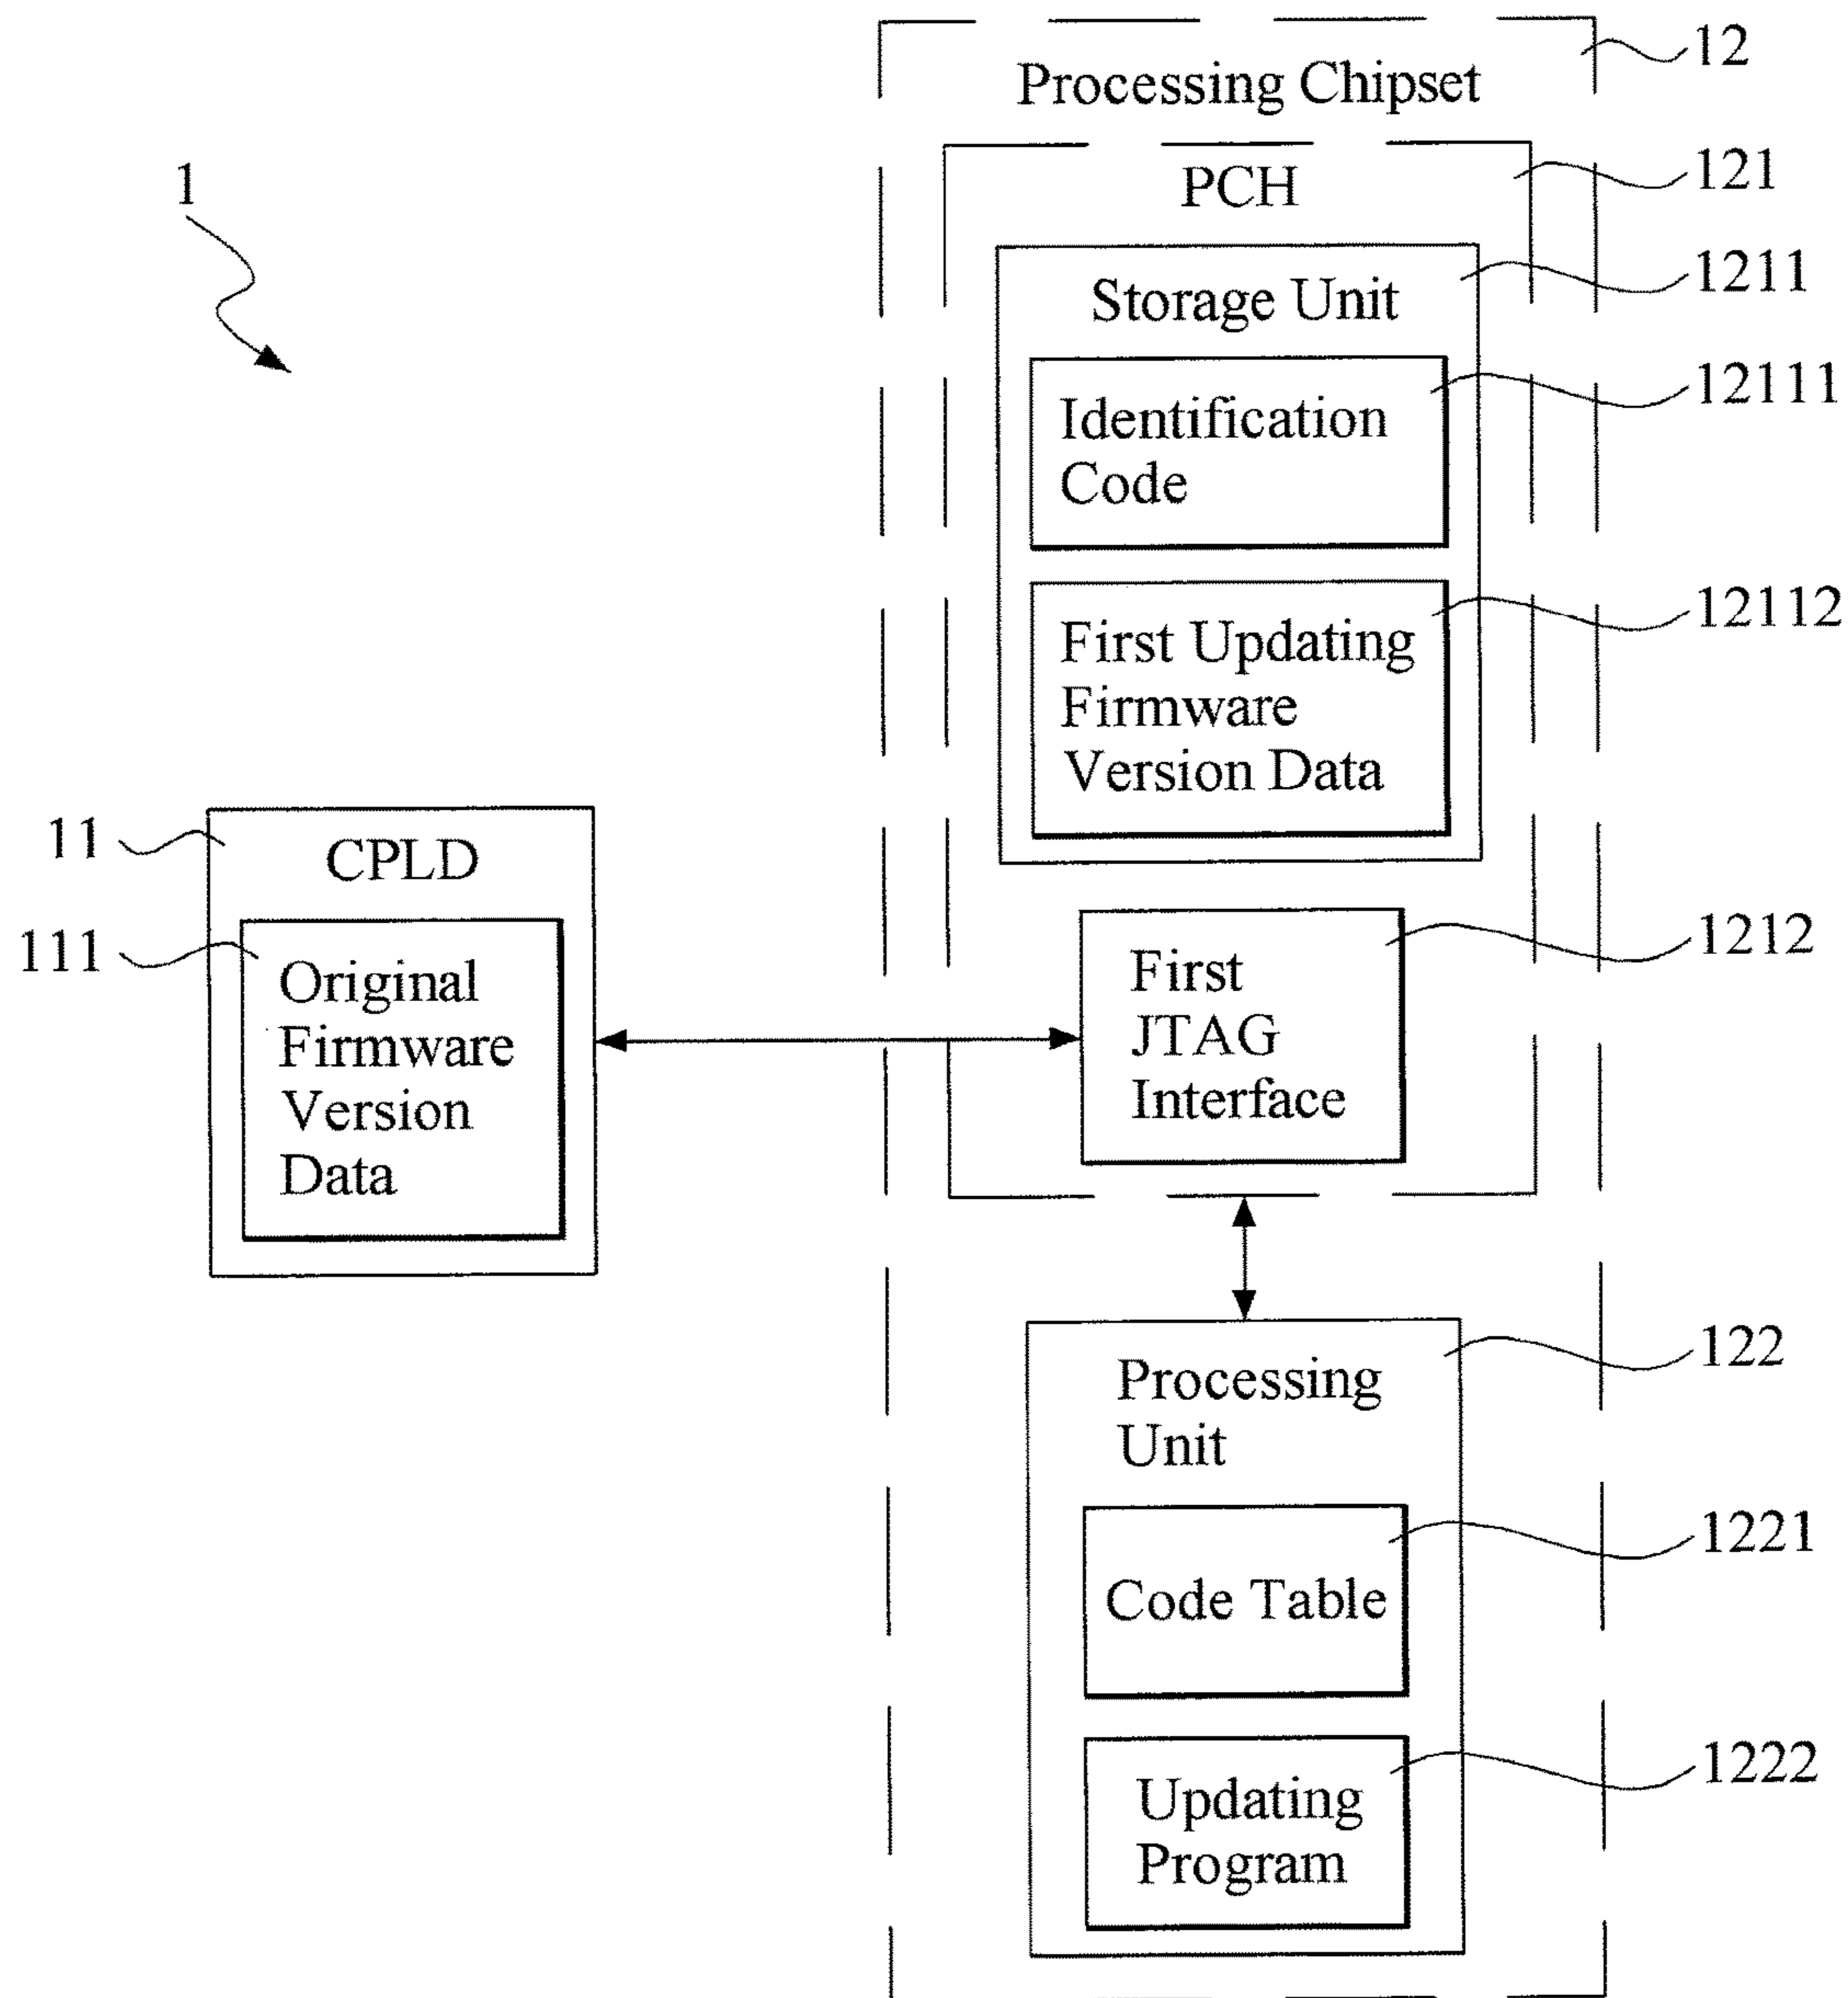 1
12
Processing Chipset
121
PCH
1211
Storage Unit
12111
Identification
Code
12112
First Updating
Firmware
Version Data
11
CPLD
111
Original
Firmware
Version
Data
1212
First
JTAG
Interface
122
Processing
Unit
1221
Code Table
1222
Updating
Program